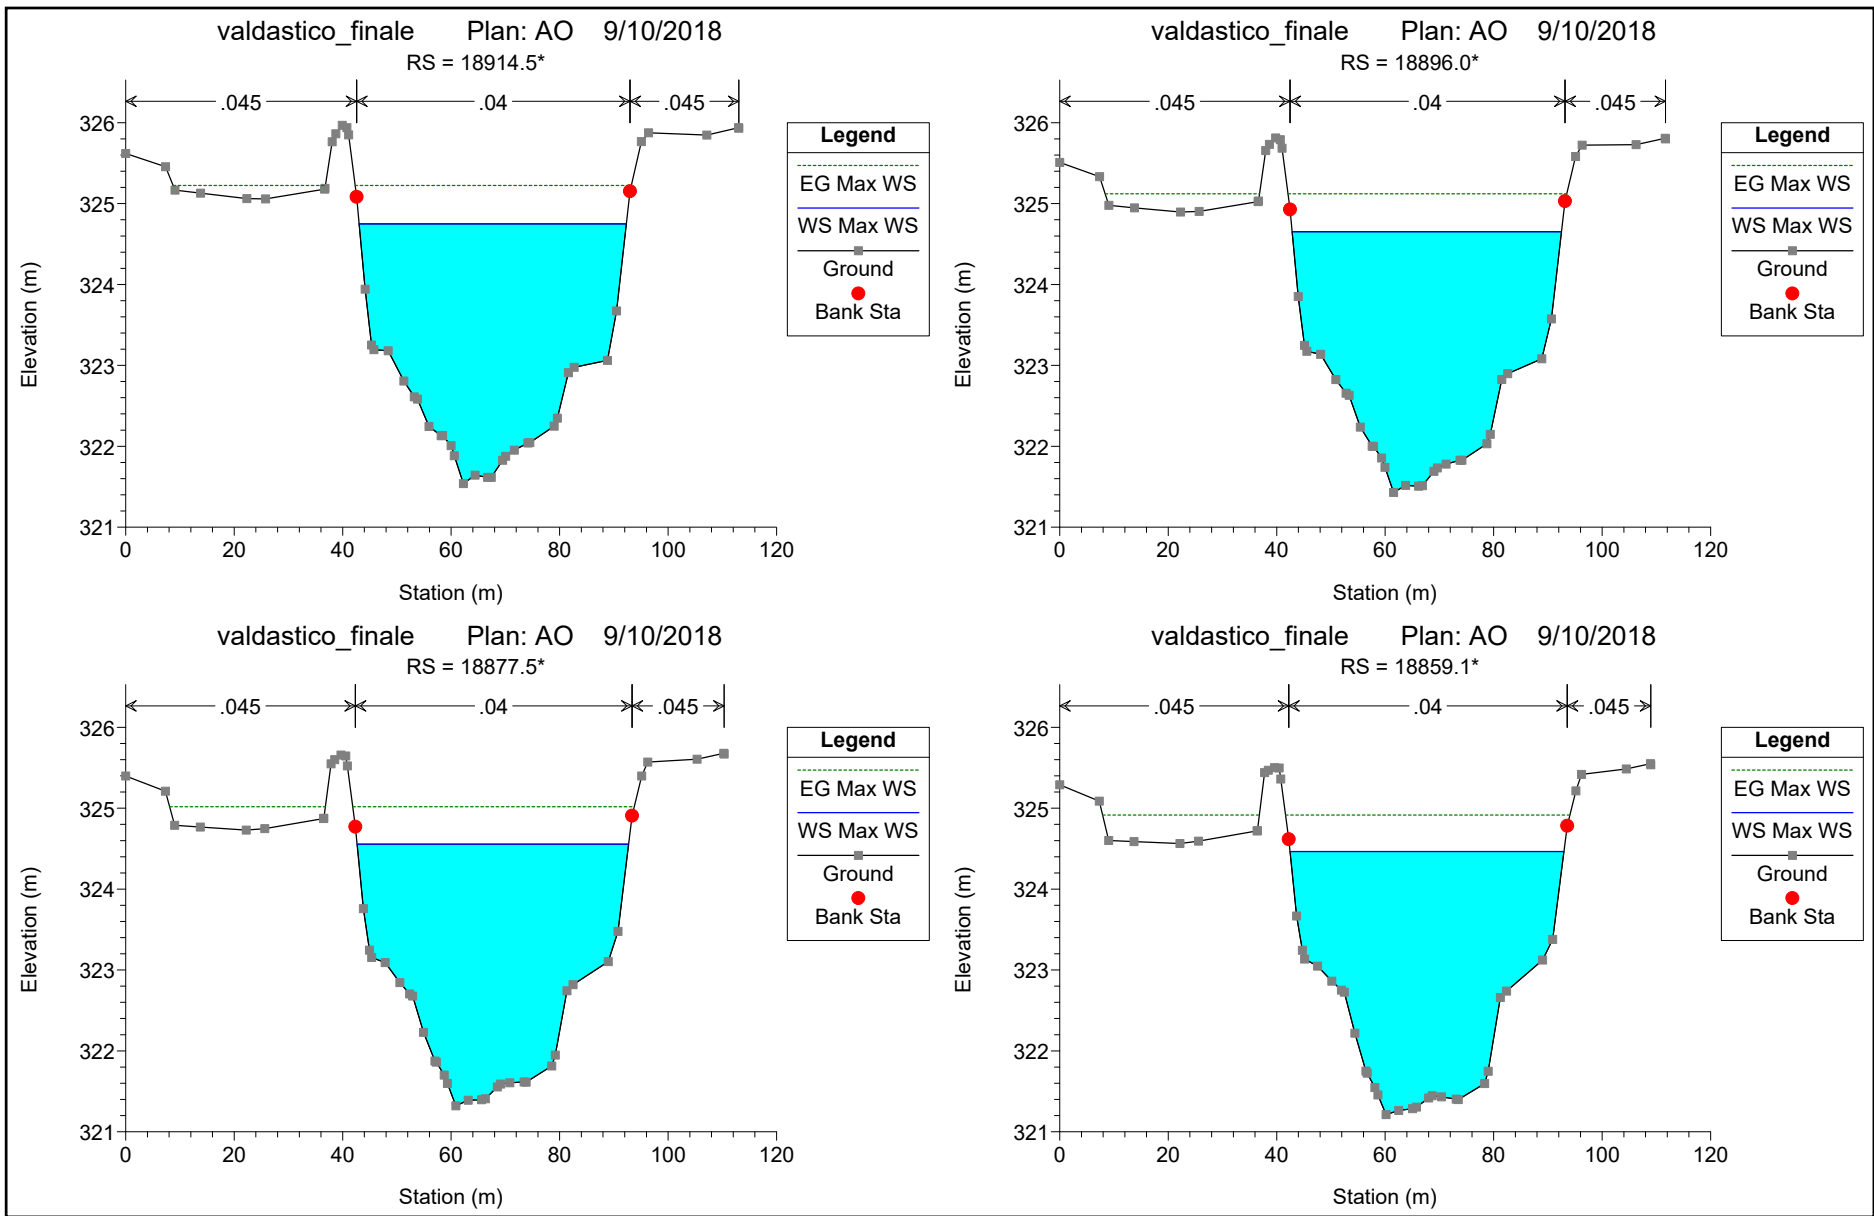 valdastico_finale Plan: AO 9/10/2018
RS = 18914.5*
.045 .04 .045
326
325
324
323
322
321
0 20 40 60 80 100 120
Elevation (m)
Station (m)
Legend
EG Max WS
WS Max WS
Ground
Bank Sta
valdastico_finale Plan: AO 9/10/2018
RS = 18896.0*
.045 .04 .045
326
325
324
323
322
321
0 20 40 60 80 100 120
Elevation (m)
Station (m)
Legend
EG Max WS
WS Max WS
Ground
Bank Sta
valdastico_finale Plan: AO 9/10/2018
RS = 18877.5*
.045 .04 .045
326
325
324
323
322
321
0 20 40 60 80 100 120
Elevation (m)
Station (m)
Legend
EG Max WS
WS Max WS
Ground
Bank Sta
valdastico_finale Plan: AO 9/10/2018
RS = 18859.1*
.045 .04 .045
326
325
324
323
322
321
0 20 40 60 80 100 120
Elevation (m)
Station (m)
Legend
EG Max WS
WS Max WS
Ground
Bank Sta